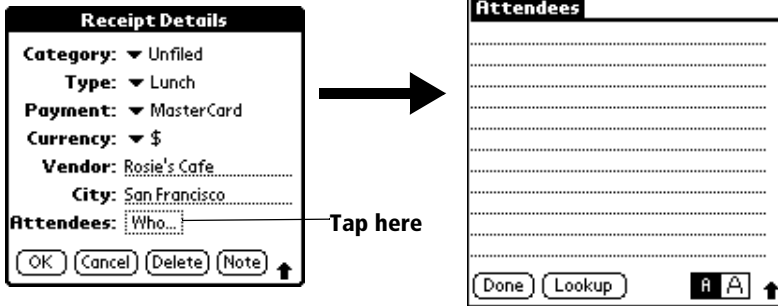 Receipt Details
Category: Unfiled
Type: Lunch
Payment: MasterCard
Currency: $
Vendor: Rosie's Cafe
City: San Francisco
Attendees: Who...
OK Cancel Delete Note
Tap here
Attendees
Done Lookup A A